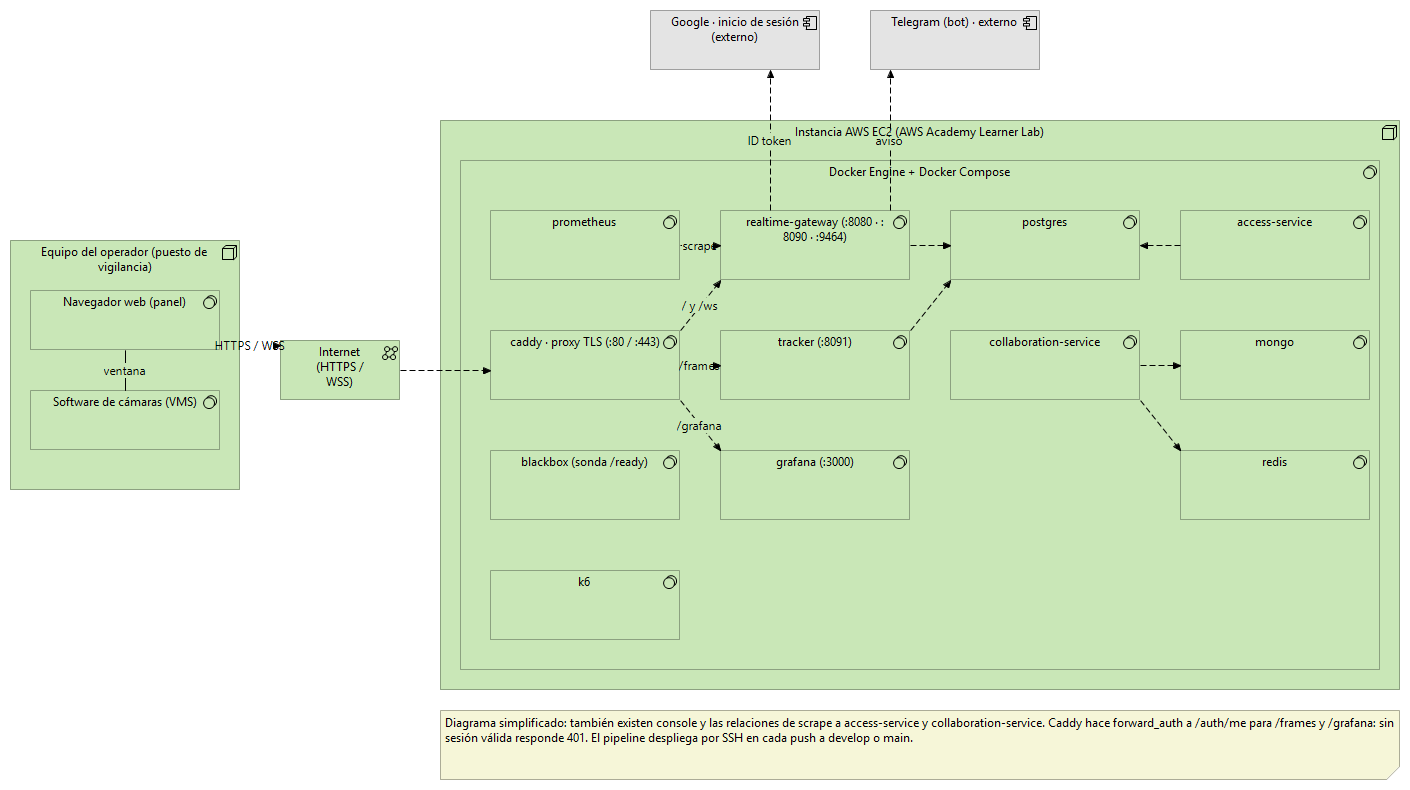 Google · inicio de sesión
(externo)
Telegram (bot) · externo
Instancia AWS EC2 (AWS Academy Learner Lab)
ID token
aviso
Docker Engine + Docker Compose
prometheus
realtime-gateway (:8080 · :
8090 · :9464)
postgres
access-service
scrape
Equipo del operador (puesto de
vigilancia)
Navegador web (panel)
/ y /ws
HTTPS / WSS
Internet
(HTTPS /
WSS)
caddy · proxy TLS (:80 / :443)
tracker (:8091)
collaboration-service
mongo
ventana
/frames
Software de cámaras (VMS)
/grafana
blackbox (sonda /ready)
grafana (:3000)
redis
k6
Diagrama simplificado: también existen console y las relaciones de scrape a access-service y collaboration-service. Caddy hace forward_auth a /auth/me para /frames y /grafana: sin
sesión válida responde 401. El pipeline despliega por SSH en cada push a develop o main.